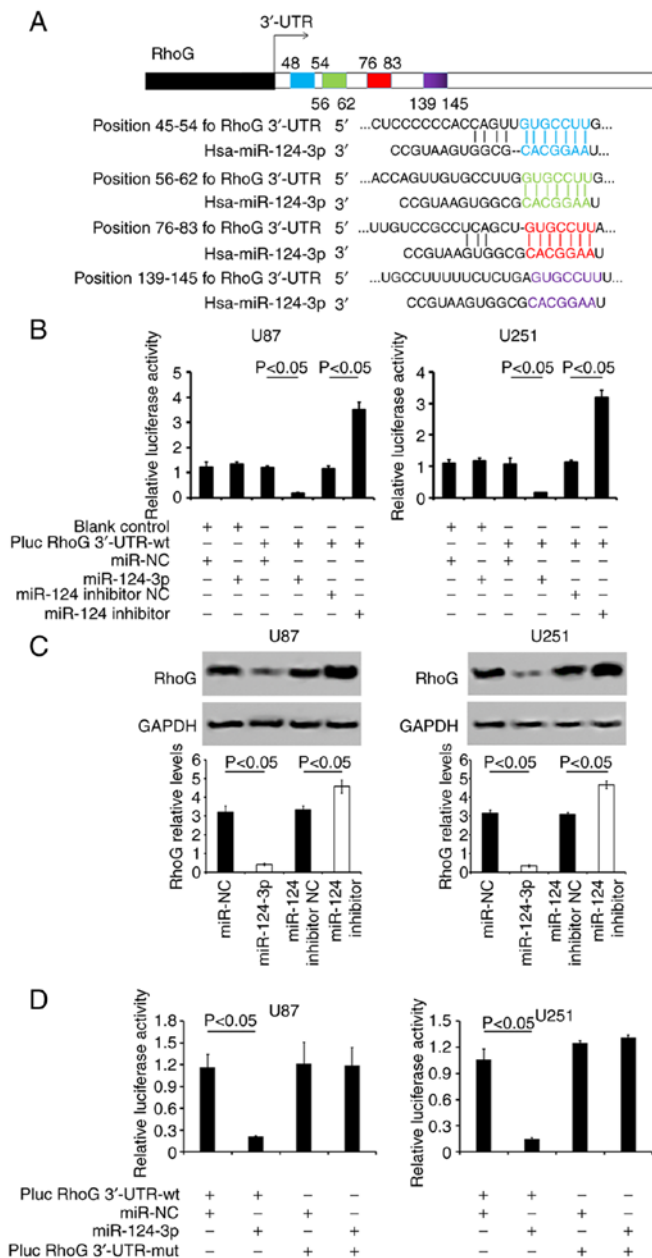 A
3′-UTR
RhoG
48 54 76 83
56 62 139 145
Position 45-54 fo RhoG 3′-UTR 5′ ...CUCCCCCCACCAGUUGUGCCUUG...
Hsa-miR-124-3p 3′ CCGUAAGUGGCG--CACGGAAU...
Position 56-62 fo RhoG 3′-UTR 5′ ...ACCAGUUGUGCCUUGGUGCCUUG...
Hsa-miR-124-3p 3′ CCGUAAGUGGCGCACGGAAU
Position 76-83 fo RhoG 3′-UTR 5′ ...UUGUCCGCCUCAGCU-GUGCCUUA...
Hsa-miR-124-3p 3′ CCGUAAGUGGCGCACGGAAU
Position 139-145 fo RhoG 3′-UTR 5′ ...UGCCUUUUUCUCUGAGUGCCUUU...
Hsa-miR-124-3p 3′ CCGUAAGUGGCGCACGGAAU
B
U87 U251
P<0.05 P<0.05 P<0.05 P<0.05
Relative luciferase activity
5
4
3
2
1
0
Relative luciferase activity
4
3
2
1
0
Blank control + + − − − − + + − − − −
Pluc RhoG 3′-UTR-wt − − + + + + − − + + + +
miR-NC + − + − − − + − + − − −
miR-124-3p − + − + − − − + − + − −
miR-124 inhibitor NC − − − − + − − − − − + −
miR-124 inhibitor − − − − − + − − − − − +
C
U87 U251
RhoG RhoG
GAPDH GAPDH
P<0.05 P<0.05 P<0.05 P<0.05
RhoG relative levels
6
5
4
3
2
1
0
RhoG relative levels
6
5
4
3
2
1
0
miR-NC
miR-124-3p
miR-124
inhibitor NC
miR-124
inhibitor
miR-NC
miR-124-3p
miR-124
inhibitor NC
miR-124
inhibitor
D
U87 U251
P<0.05 P<0.05
Relative luciferase activity
1.8
1.5
1.2
0.9
0.6
0.3
0
Relative luciferase activity
1.5
1.2
0.9
0.6
0.3
0
Pluc RhoG 3′-UTR-wt + + − − + + − −
miR-NC + − + − + − + −
miR-124-3p − + − + − + − +
Pluc RhoG 3′-UTR-mut − − + + − − + +